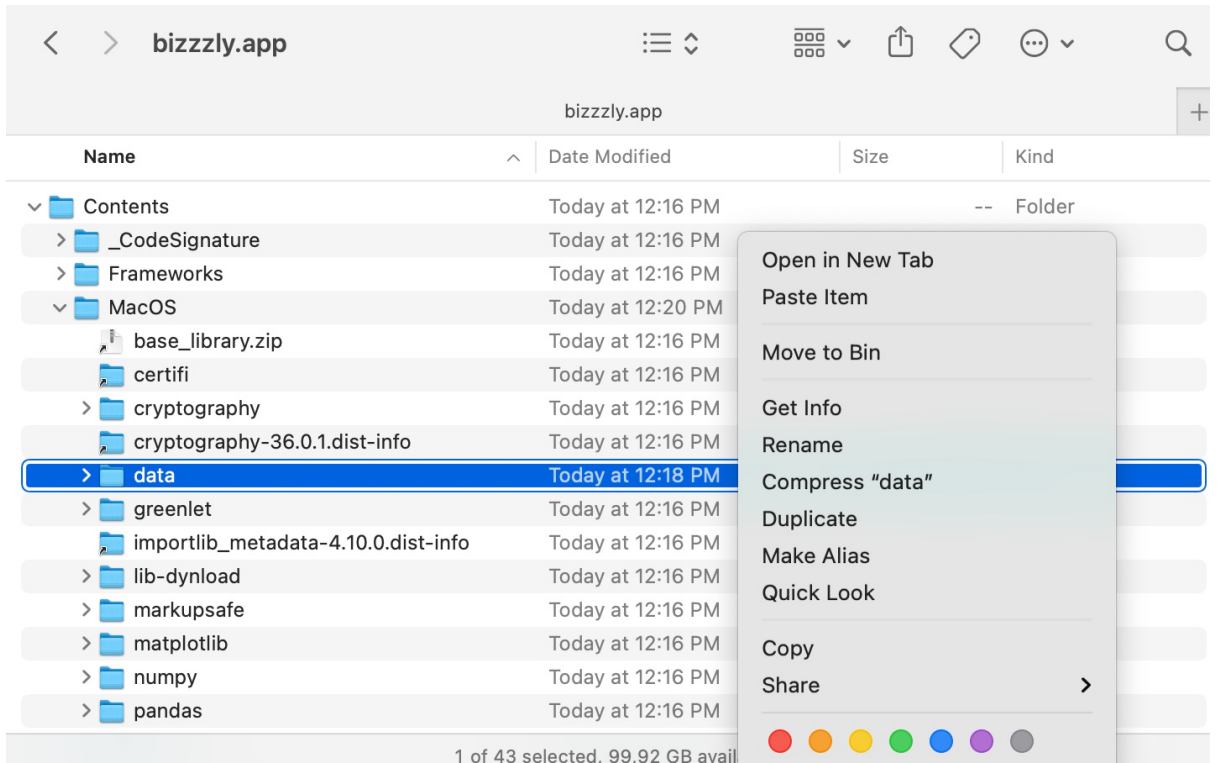 bizzzly.app
bizzzly.app
Name Date Modified Size Kind
Contents Today at 12:16 PM -- Folder
_CodeSignature Today at 12:16 PM
Frameworks Today at 12:16 PM
MacOS Today at 12:20 PM
base_library.zip Today at 12:16 PM
certifi Today at 12:16 PM
cryptography Today at 12:16 PM
cryptography-36.0.1.dist-info Today at 12:16 PM
data Today at 12:18 PM
greenlet Today at 12:16 PM
importlib_metadata-4.10.0.dist-info Today at 12:16 PM
lib-dynload Today at 12:16 PM
markupsafe Today at 12:16 PM
matplotlib Today at 12:16 PM
numpy Today at 12:16 PM
pandas Today at 12:16 PM
1 of 43 selected, 99.92 GB avail
Open in New Tab
Paste Item
Move to Bin
Get Info
Rename
Compress “data”
Duplicate
Make Alias
Quick Look
Copy
Share